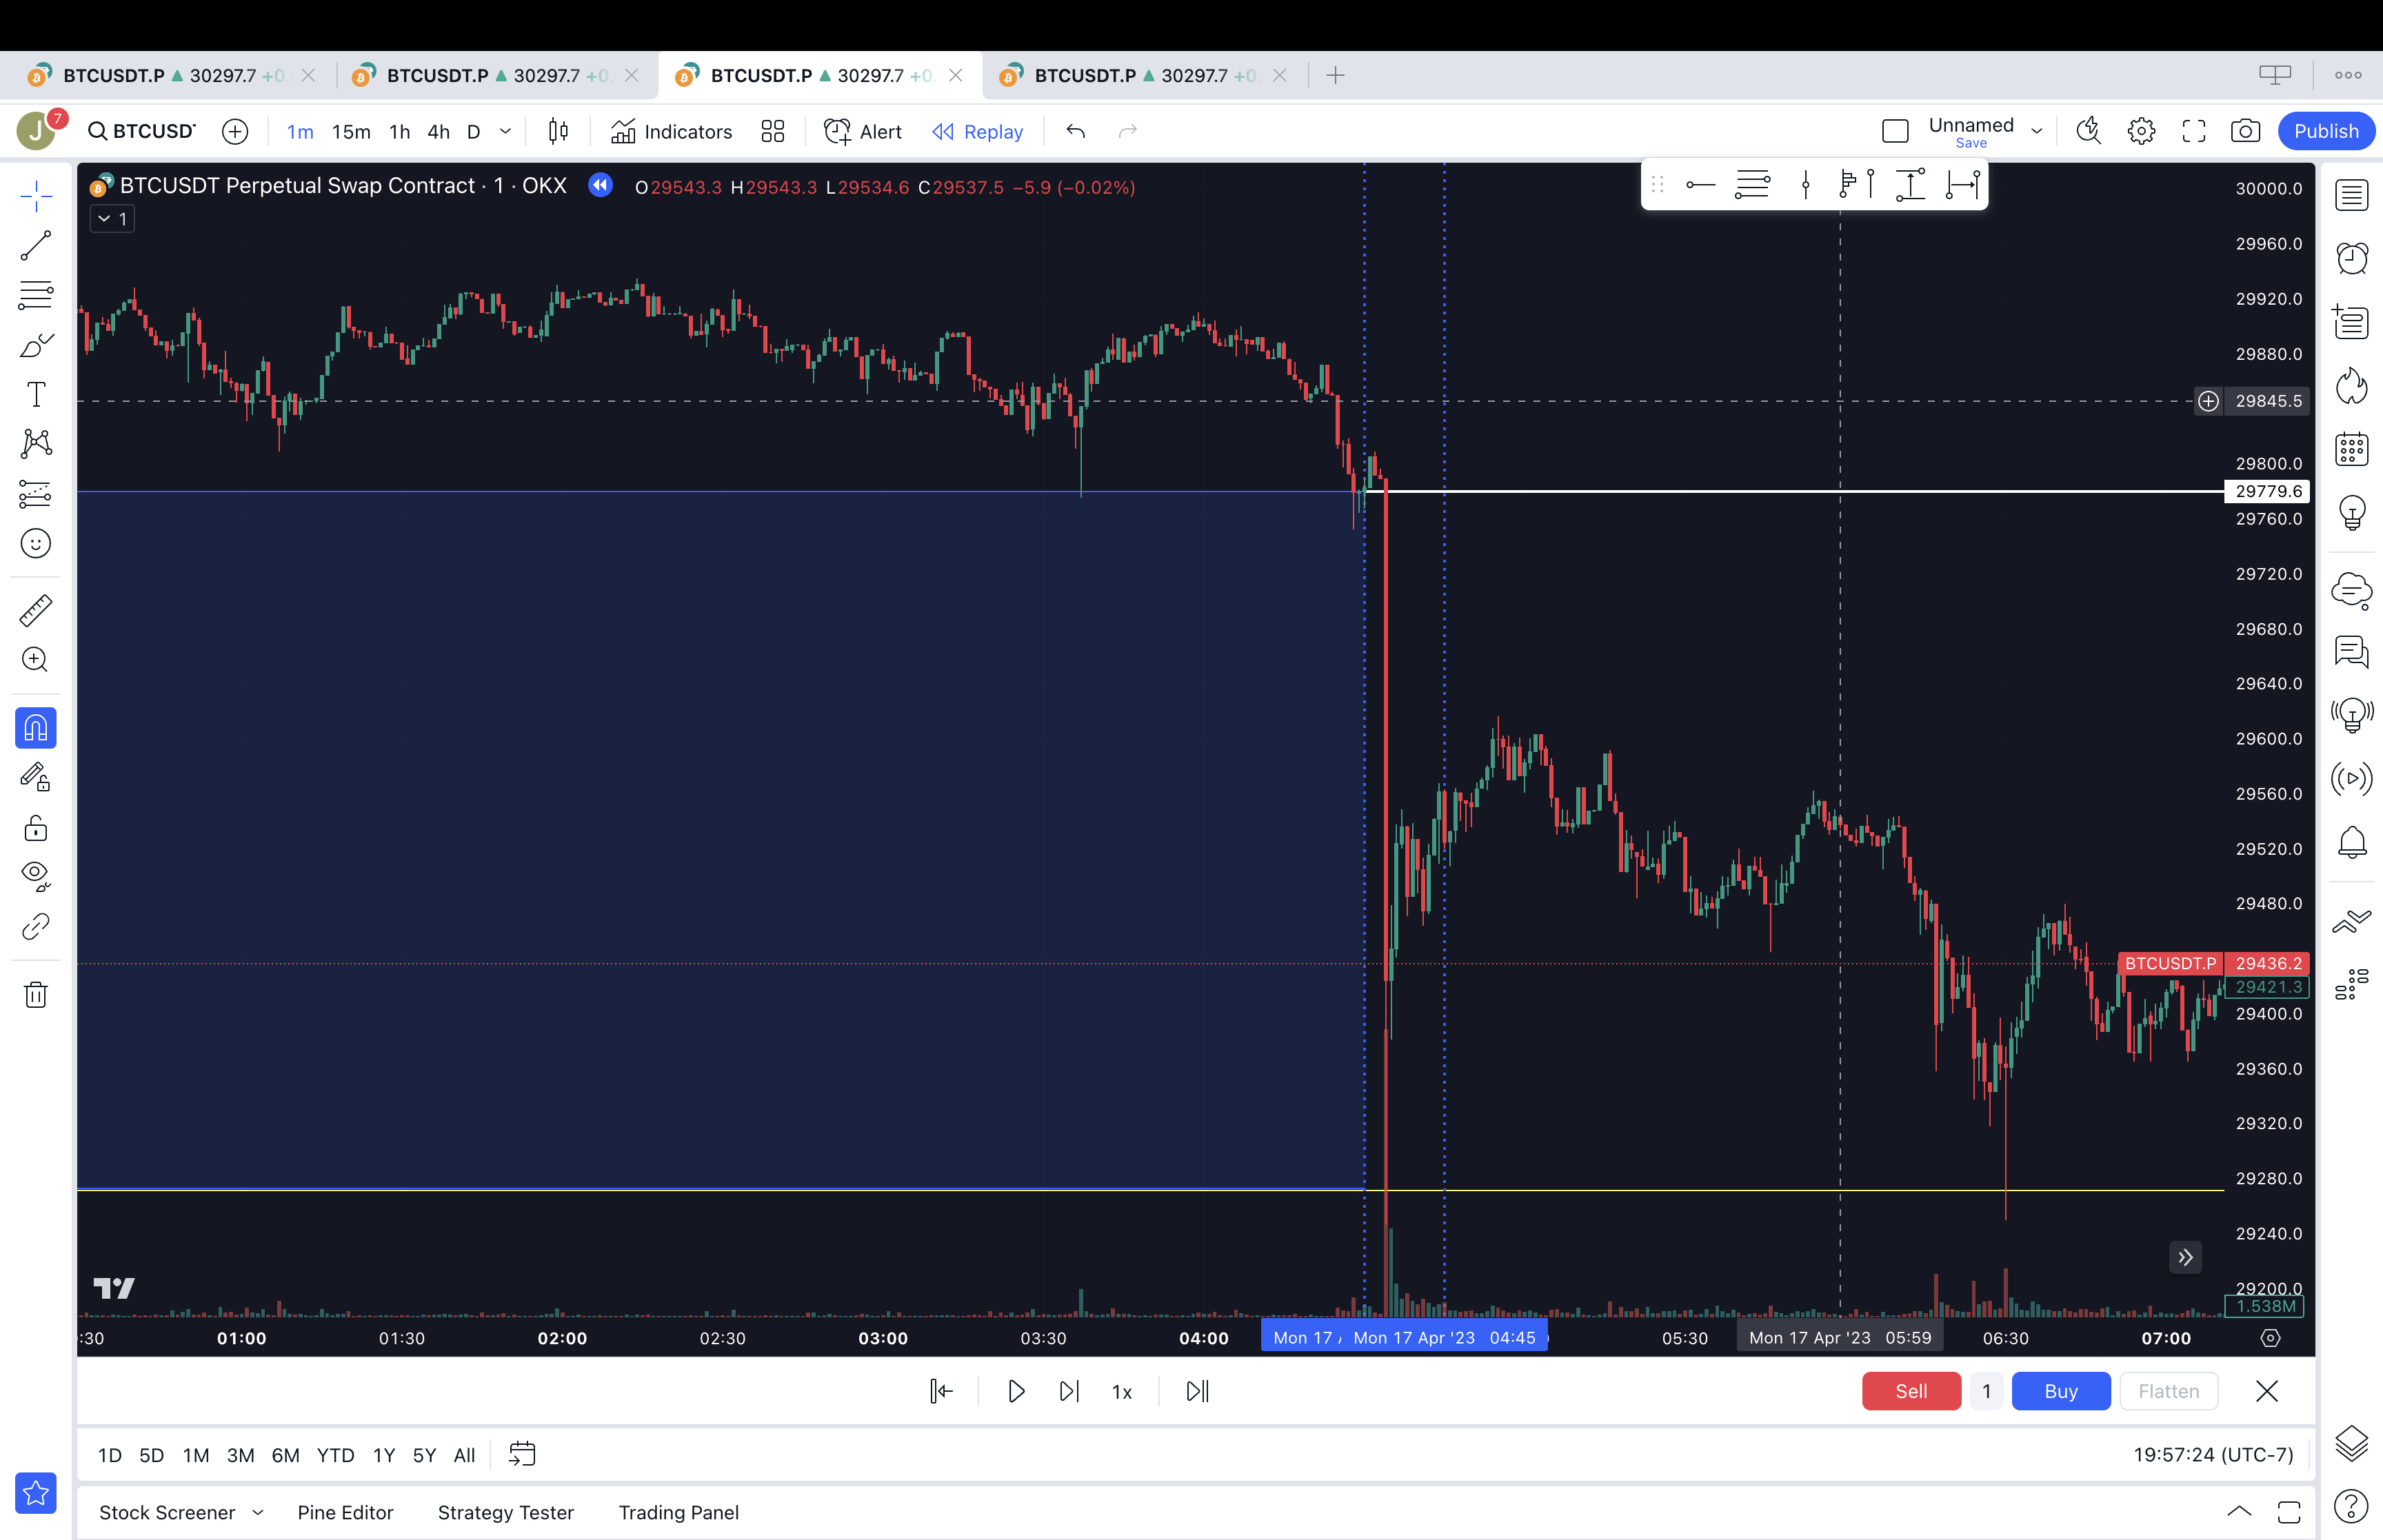 BTCUSDT.P ▲ 30297.7 +0. BTCUSDT.P ▲ 30297.7 +0. BTCUSDT.P ▲ 30297.7 +0. BTCUSDT.P ▲ 30297.7 +0.
J 7 BTCUSD 1m 15m 1h 4h D Indicators Alert Replay Unnamed Publish
Save
BTCUSDT Perpetual Swap Contract · 1 · OKX O29543.3 H29543.3 L29534.6 C29537.5 −5.9 (−0.02%)
1
30000.0
29960.0
29920.0
29880.0
29845.5
29800.0
29779.6
29760.0
29720.0
29680.0
29640.0
29600.0
29560.0
29520.0
29480.0
BTCUSDT.P 29436.2
29421.3
29400.0
29360.0
29320.0
29280.0
29240.0
29200.0
1.538M
:30 01:00 01:30 02:00 02:30 03:00 03:30 04:00 Mon 17 Mon 17 Apr '23 04:45 05:30 Mon 17 Apr '23 05:59 06:30 07:00
1x Sell 1 Buy Flatten
1D 5D 1M 3M 6M YTD 1Y 5Y All 19:57:24 (UTC-7)
Stock Screener Pine Editor Strategy Tester Trading Panel